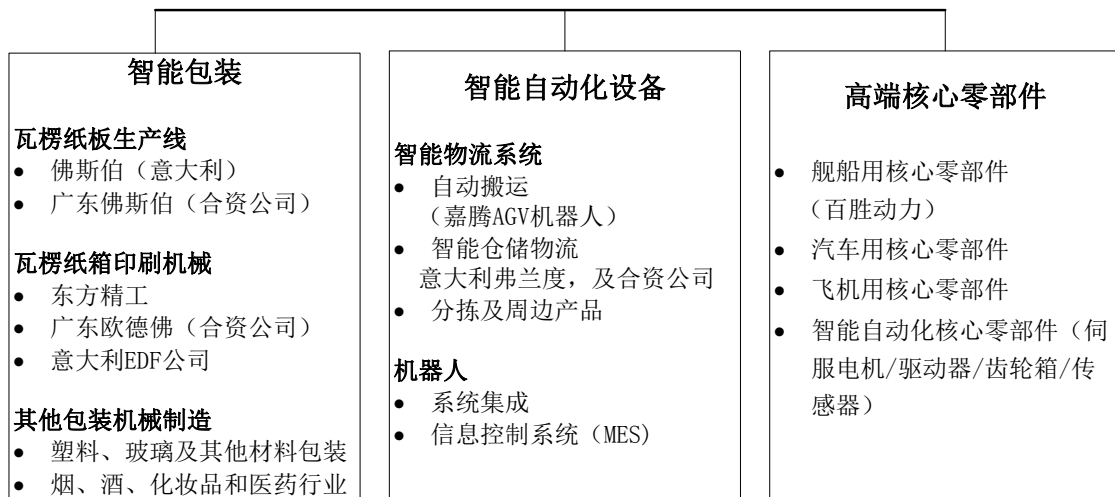 智能包装
瓦楞纸板生产线
• 佛斯伯（意大利）
• 广东佛斯伯（合资公司）
瓦楞纸箱印刷机械
• 东方精工
• 广东欧德佛（合资公司）
• 意大利EDF公司
其他包装机械制造
• 塑料、玻璃及其他材料包装
• 烟、酒、化妆品和医药行业
智能自动化设备
智能物流系统
• 自动搬运
（嘉腾AGV机器人）
• 智能仓储物流
意大利弗兰度，及合资公司
• 分拣及周边产品
机器人
• 系统集成
• 信息控制系统（MES)
高端核心零部件
• 舰船用核心零部件
（百胜动力）
• 汽车用核心零部件
• 飞机用核心零部件
• 智能自动化核心零部件（伺
服电机/驱动器/齿轮箱/传
感器）